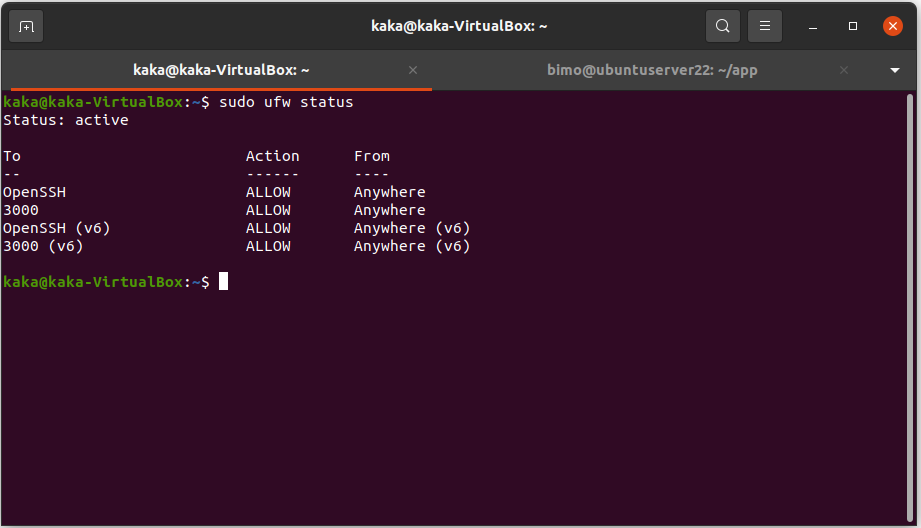 kaka@kaka-VirtualBox: ~
kaka@kaka-VirtualBox: ~ bimo@ubuntuserver22: ~/app
kaka@kaka-VirtualBox:~$ sudo ufw status
Status: active
To Action From
-- ------ ----
OpenSSH ALLOW Anywhere
3000 ALLOW Anywhere
OpenSSH (v6) ALLOW Anywhere (v6)
3000 (v6) ALLOW Anywhere (v6)
kaka@kaka-VirtualBox:~$